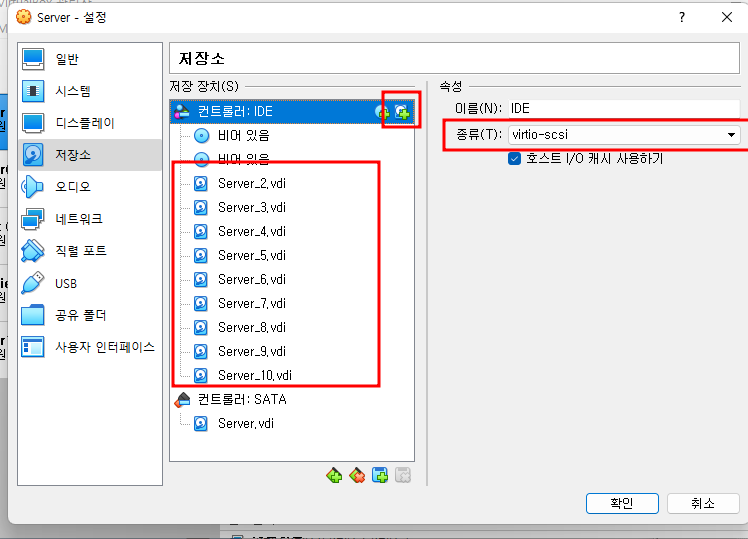 Server - 설정
일반
시스템
디스플레이
저장소
오디오
네트워크
직렬 포트
USB
공유 폴더
사용자 인터페이스
저장소
저장 장치(S)
컨트롤러: IDE
비어 있음
비어 있음
Server_2.vdi
Server_3.vdi
Server_4.vdi
Server_5.vdi
Server_6.vdi
Server_7.vdi
Server_8.vdi
Server_9.vdi
Server_10.vdi
컨트롤러: SATA
Server.vdi
속성
이름(N): IDE
종류(T): virtio-scsi
호스트 I/O 캐시 사용하기
확인
취소